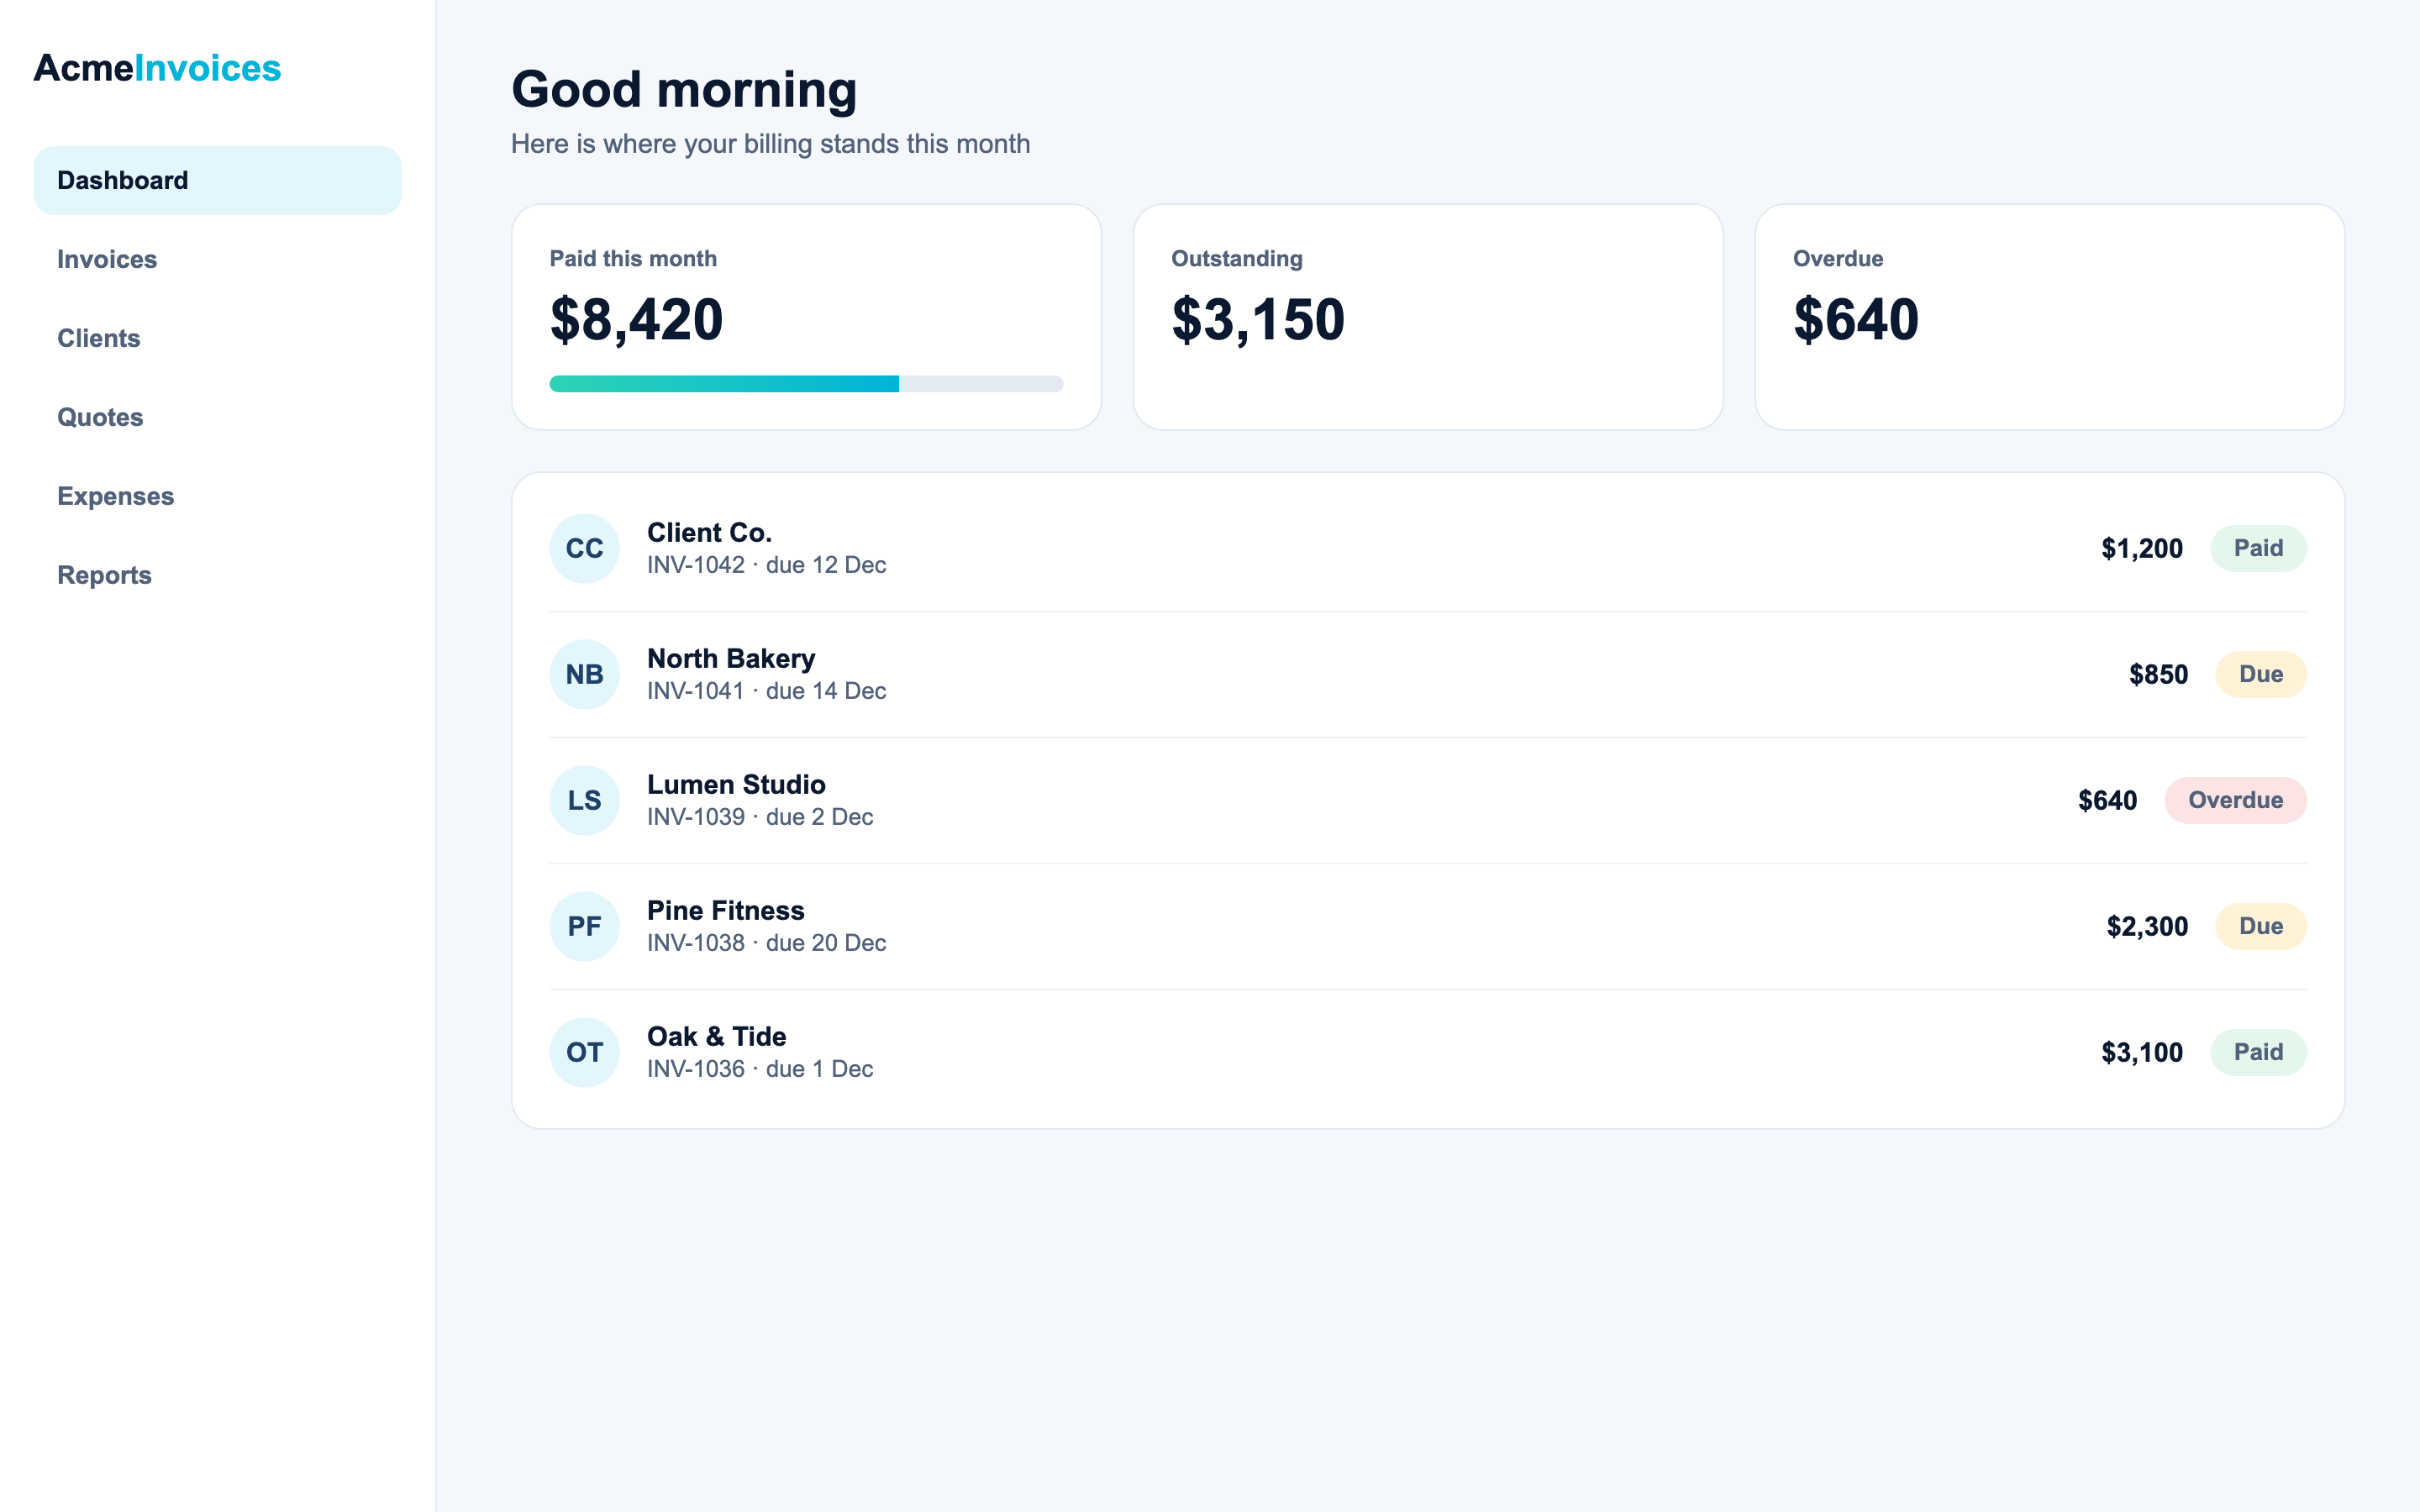 AcmeInvoices
Dashboard
Invoices
Clients
Quotes
Expenses
Reports
Good morning
Here is where your billing stands this month
Paid this month
$8,420
Outstanding
$3,150
Overdue
$640
CC
Client Co.
INV-1042 · due 12 Dec
$1,200
Paid
NB
North Bakery
INV-1041 · due 14 Dec
$850
Due
LS
Lumen Studio
INV-1039 · due 2 Dec
$640
Overdue
PF
Pine Fitness
INV-1038 · due 20 Dec
$2,300
Due
OT
Oak & Tide
INV-1036 · due 1 Dec
$3,100
Paid